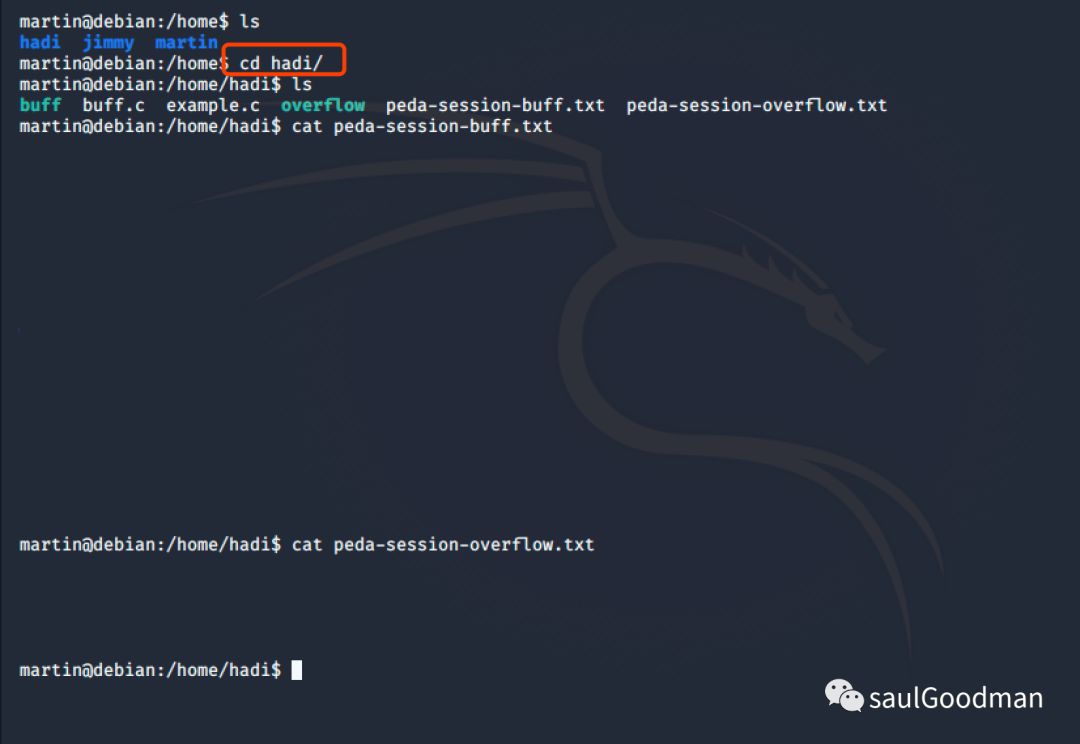 martin@debian:/home$ ls
hadi  jimmy  martin
martin@debian:/home$ cd hadi/
martin@debian:/home/hadi$ ls
buff  buff.c  example.c  overflow  peda-session-buff.txt  peda-session-overflow.txt
martin@debian:/home/hadi$ cat peda-session-buff.txt
martin@debian:/home/hadi$ cat peda-session-overflow.txt
martin@debian:/home/hadi$
saulGoodman